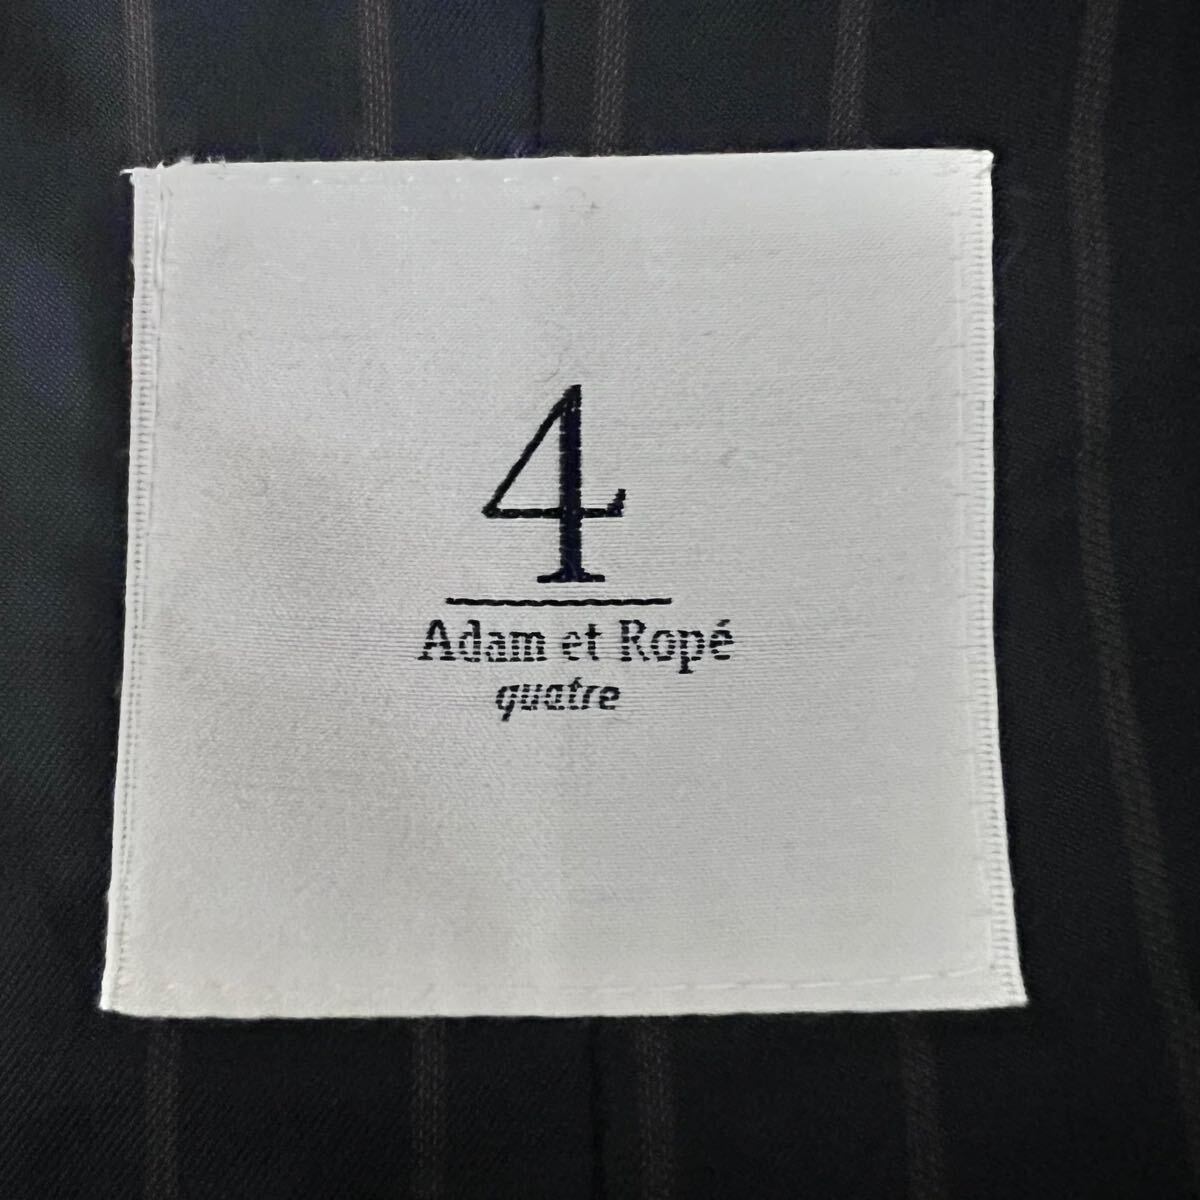 4
Adam et Ropé
quatre